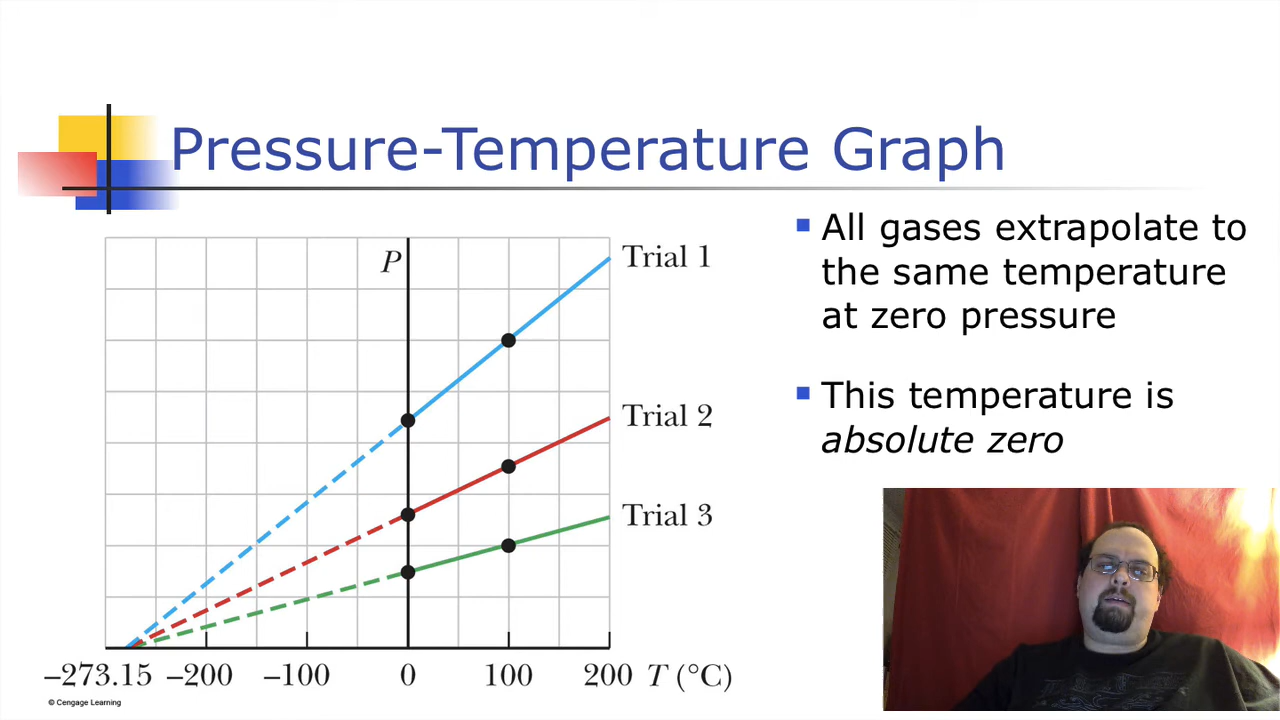 Pressure-Temperature Graph
P
Trial 1
Trial 2
Trial 3
–273.15 –200 –100 0 100 200 T (°C)
© Cengage Learning
All gases extrapolate to
the same temperature
at zero pressure
This temperature is
absolute zero